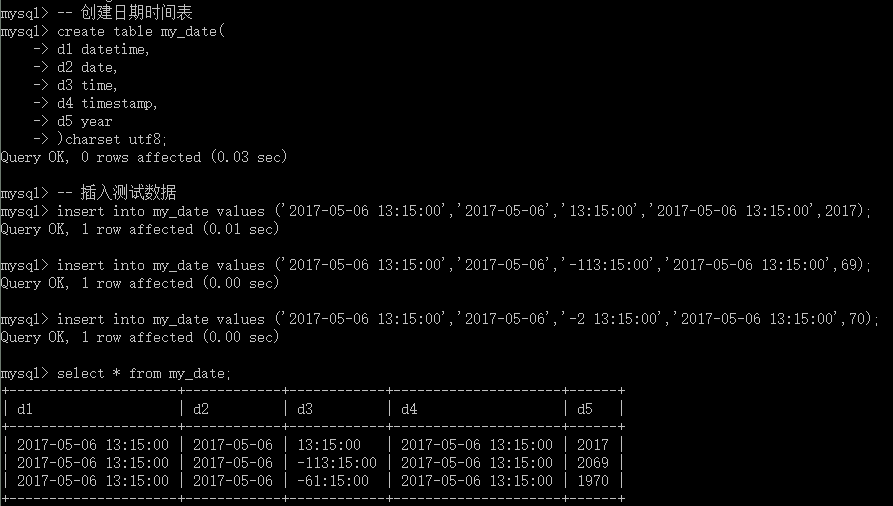 mysql> -- 创建日期时间表
mysql> create table my_date(
    -> d1 datetime,
    -> d2 date,
    -> d3 time,
    -> d4 timestamp,
    -> d5 year
    -> )charset utf8;
Query OK, 0 rows affected (0.03 sec)

mysql> -- 插入测试数据
mysql> insert into my_date values ('2017-05-06 13:15:00','2017-05-06','13:15:00','2017-05-06 13:15:00',2017);
Query OK, 1 row affected (0.01 sec)

mysql> insert into my_date values ('2017-05-06 13:15:00','2017-05-06','-113:15:00','2017-05-06 13:15:00',69);
Query OK, 1 row affected (0.00 sec)

mysql> insert into my_date values ('2017-05-06 13:15:00','2017-05-06','-2 13:15:00','2017-05-06 13:15:00',70);
Query OK, 1 row affected (0.00 sec)

mysql> select * from my_date;
+---------------------+------------+------------+---------------------+------+
| d1                  | d2         | d3         | d4                  | d5   |
+---------------------+------------+------------+---------------------+------+
| 2017-05-06 13:15:00 | 2017-05-06 | 13:15:00   | 2017-05-06 13:15:00 | 2017 |
| 2017-05-06 13:15:00 | 2017-05-06 | -113:15:00 | 2017-05-06 13:15:00 | 2069 |
| 2017-05-06 13:15:00 | 2017-05-06 | -61:15:00  | 2017-05-06 13:15:00 | 1970 |
+---------------------+------------+------------+---------------------+------+